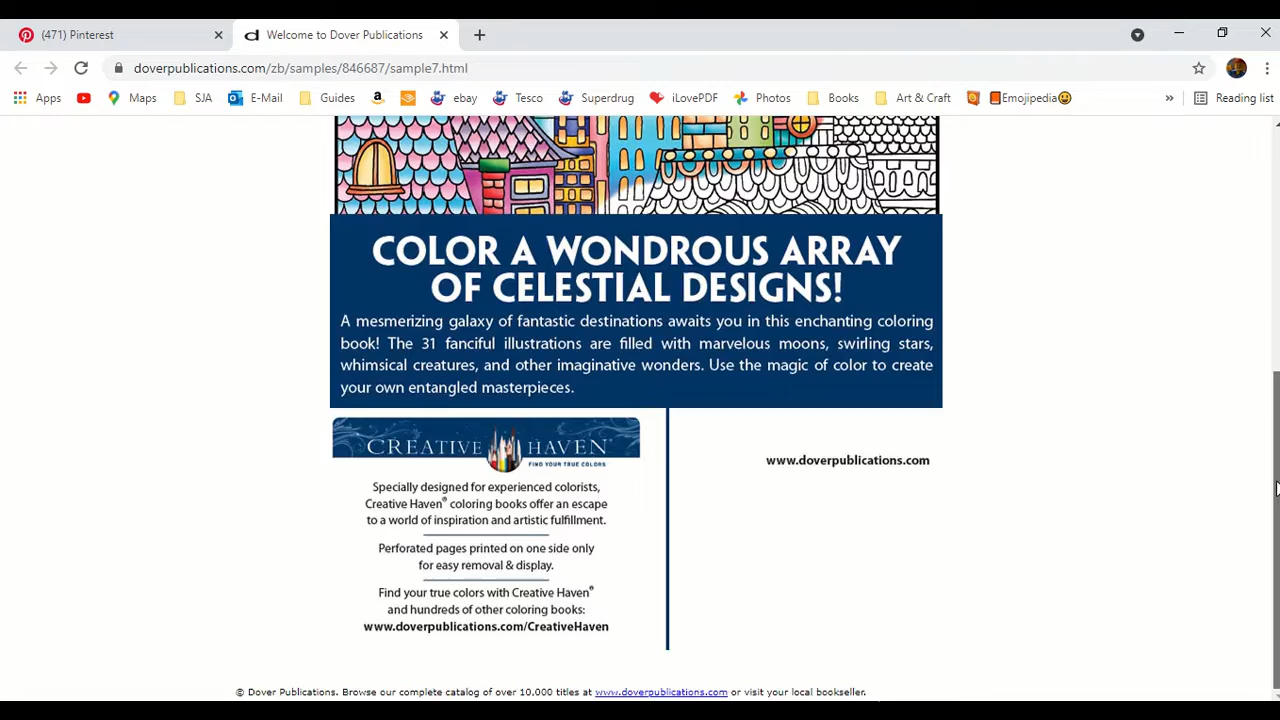 (471) Pinterest
Welcome to Dover Publications
doverpublications.com/zb/samples/846687/sample7.html
Apps Maps SJA E-Mail Guides ebay Tesco Superdrug iLovePDF Photos Books Art & Craft Emojipedia😃 » Reading list
COLOR A WONDROUS ARRAY
OF CELESTIAL DESIGNS!
A mesmerizing galaxy of fantastic destinations awaits you in this enchanting coloring
book! The 31 fanciful illustrations are filled with marvelous moons, swirling stars,
whimsical creatures, and other imaginative wonders. Use the magic of color to create
your own entangled masterpieces.
CREATIVE HAVEN®
FIND YOUR TRUE COLORS
Specially designed for experienced colorists,
Creative Haven® coloring books offer an escape
to a world of inspiration and artistic fulfillment.
Perforated pages printed on one side only
for easy removal & display.
Find your true colors with Creative Haven®
and hundreds of other coloring books:
www.doverpublications.com/CreativeHaven
www.doverpublications.com
© Dover Publications. Browse our complete catalog of over 10,000 titles at www.doverpublications.com or visit your local bookseller.